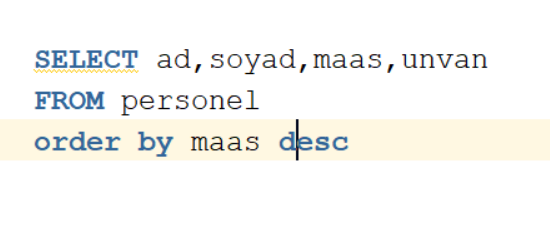 SELECT ad,soyad,maas,unvan
FROM personel
order by maas desc